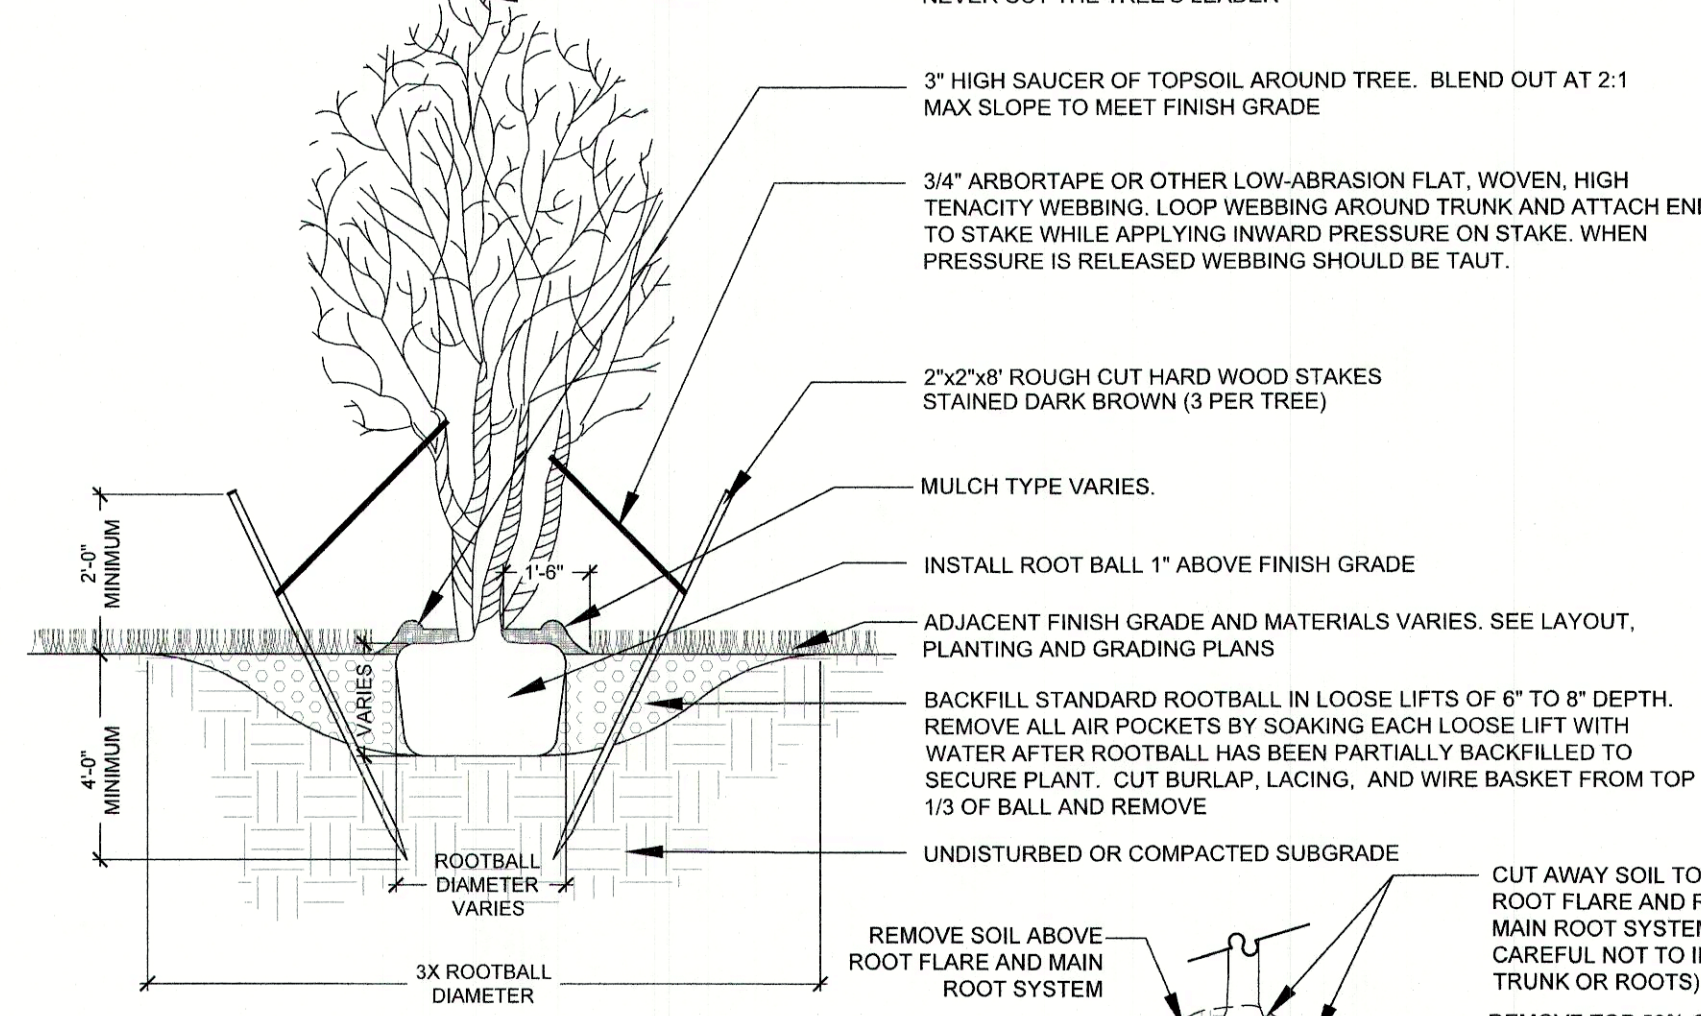 NEVER CUT THE TREE'S LEADER
3" HIGH SAUCER OF TOPSOIL AROUND TREE. BLEND OUT AT 2:1
MAX SLOPE TO MEET FINISH GRADE
3/4" ARBORTAPE OR OTHER LOW-ABRASION FLAT, WOVEN, HIGH
TENACITY WEBBING. LOOP WEBBING AROUND TRUNK AND ATTACH
TO STAKE WHILE APPLYING INWARD PRESSURE ON STAKE. WHEN
PRESSURE IS RELEASED WEBBING SHOULD BE TAUT.
2"x2"x8' ROUGH CUT HARD WOOD STAKES
STAINED DARK BROWN (3 PER TREE)
MULCH TYPE VARIES.
2'-0"
MINIMUM
1'-6"
INSTALL ROOT BALL 1" ABOVE FINISH GRADE
ADJACENT FINISH GRADE AND MATERIALS VARIES. SEE LAYOUT,
PLANTING AND GRADING PLANS
VARIES
BACKFILL STANDARD ROOTBALL IN LOOSE LIFTS OF 6" TO 8" DEPTH.
REMOVE ALL AIR POCKETS BY SOAKING EACH LOOSE LIFT WITH
WATER AFTER ROOTBALL HAS BEEN PARTIALLY BACKFILLED TO
SECURE PLANT. CUT BURLAP, LACING, AND WIRE BASKET FROM TOP
1/3 OF BALL AND REMOVE
4'-0"
MINIMUM
UNDISTURBED OR COMPACTED SUBGRADE
ROOTBALL
DIAMETER
VARIES
3X ROOTBALL
DIAMETER
REMOVE SOIL ABOVE
ROOT FLARE AND MAIN
ROOT SYSTEM
CUT AWAY SOIL TO
ROOT FLARE AND
MAIN ROOT SYSTEM
CAREFUL NOT TO
TRUNK OR ROOTS)